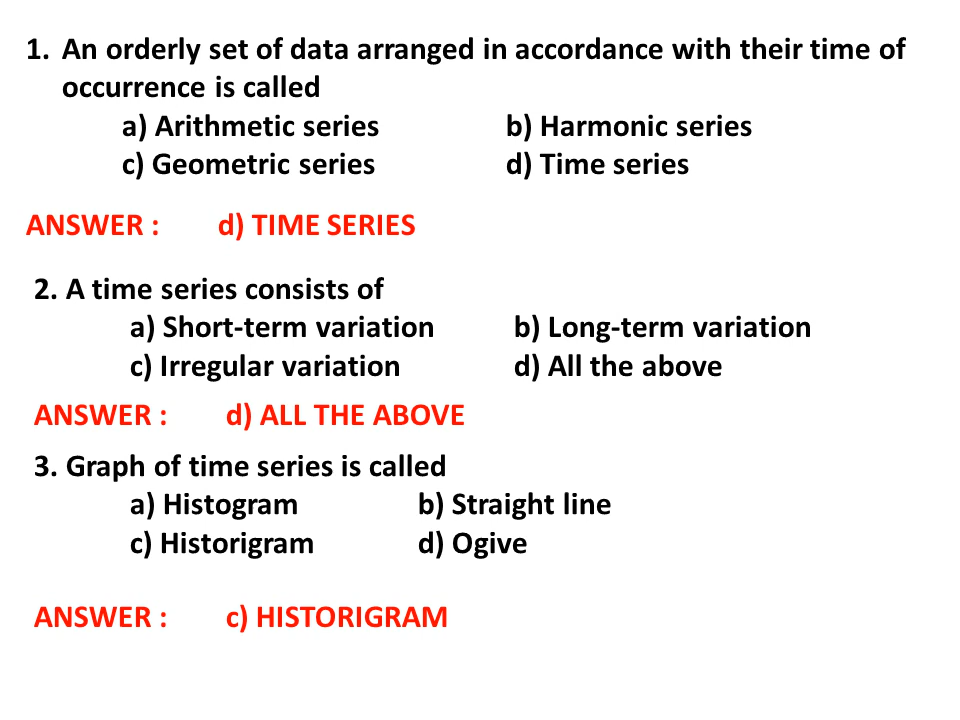 1. An orderly set of data arranged in accordance with their time of
occurrence is called
a) Arithmetic series b) Harmonic series
c) Geometric series d) Time series
ANSWER : d) TIME SERIES
2. A time series consists of
a) Short-term variation b) Long-term variation
c) Irregular variation d) All the above
ANSWER : d) ALL THE ABOVE
3. Graph of time series is called
a) Histogram b) Straight line
c) Historigram d) Ogive
ANSWER : c) HISTORIGRAM